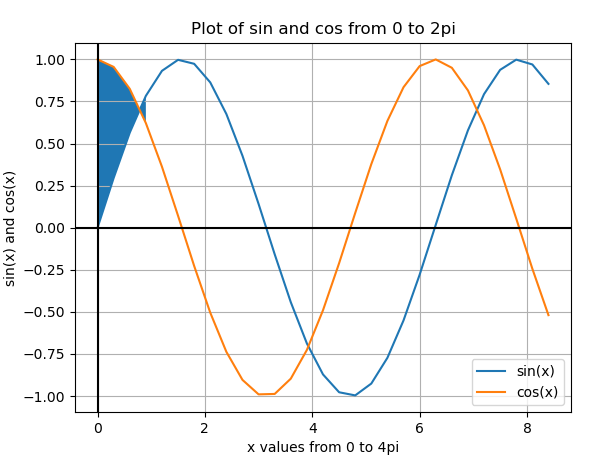 Plot of sin and cos from 0 to 2pi
sin(x) and cos(x)
1.00
0.75
0.50
0.25
0.00
−0.25
−0.50
−0.75
−1.00
sin(x)
cos(x)
0 2 4 6 8
x values from 0 to 4pi